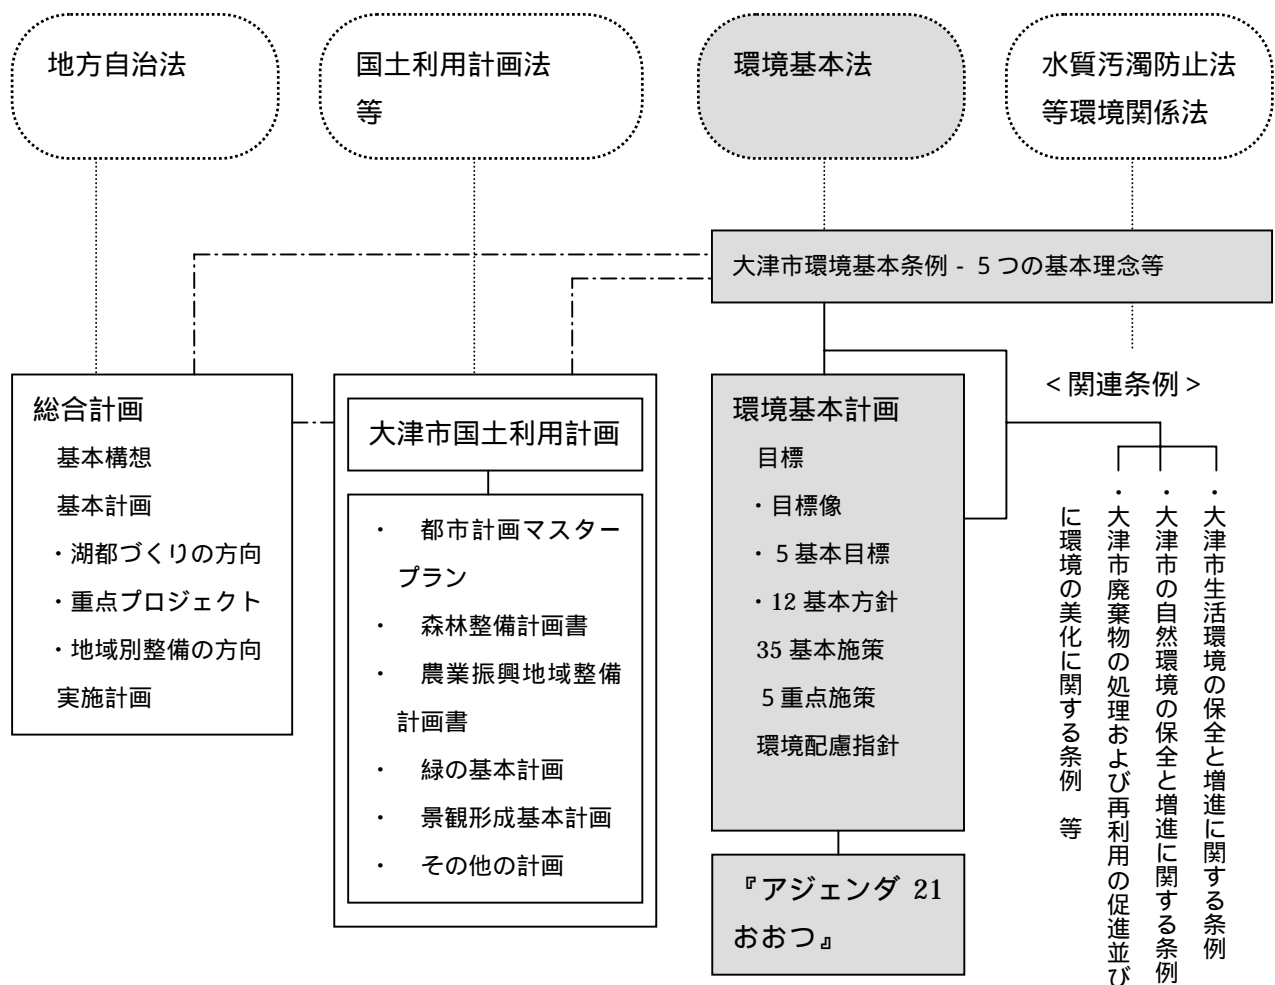 地方自治法
国土利用計画法
等
環境基本法
水質汚濁防止法
等環境関係法
大津市環境基本条例 - 5つの基本理念等
総合計画
基本構想
基本計画
・湖都づくりの方向
・重点プロジェクト
・地域別整備の方向
実施計画
大津市国土利用計画
・ 都市計画マスター
プラン
・ 森林整備計画書
・ 農業振興地域整備
計画書
・ 緑の基本計画
・ 景観形成基本計画
・ その他の計画
環境基本計画
目標
・目標像
・5基本目標
・12基本方針
35基本施策
5重点施策
環境配慮指針
『アジェンダ 21
おおつ』
<関連条例>
・大津市生活環境の保全と増進に関する条例
・大津市の自然環境の保全と増進に関する条例
・大津市廃棄物の処理および再利用の促進並び
に環境の美化に関する条例 等